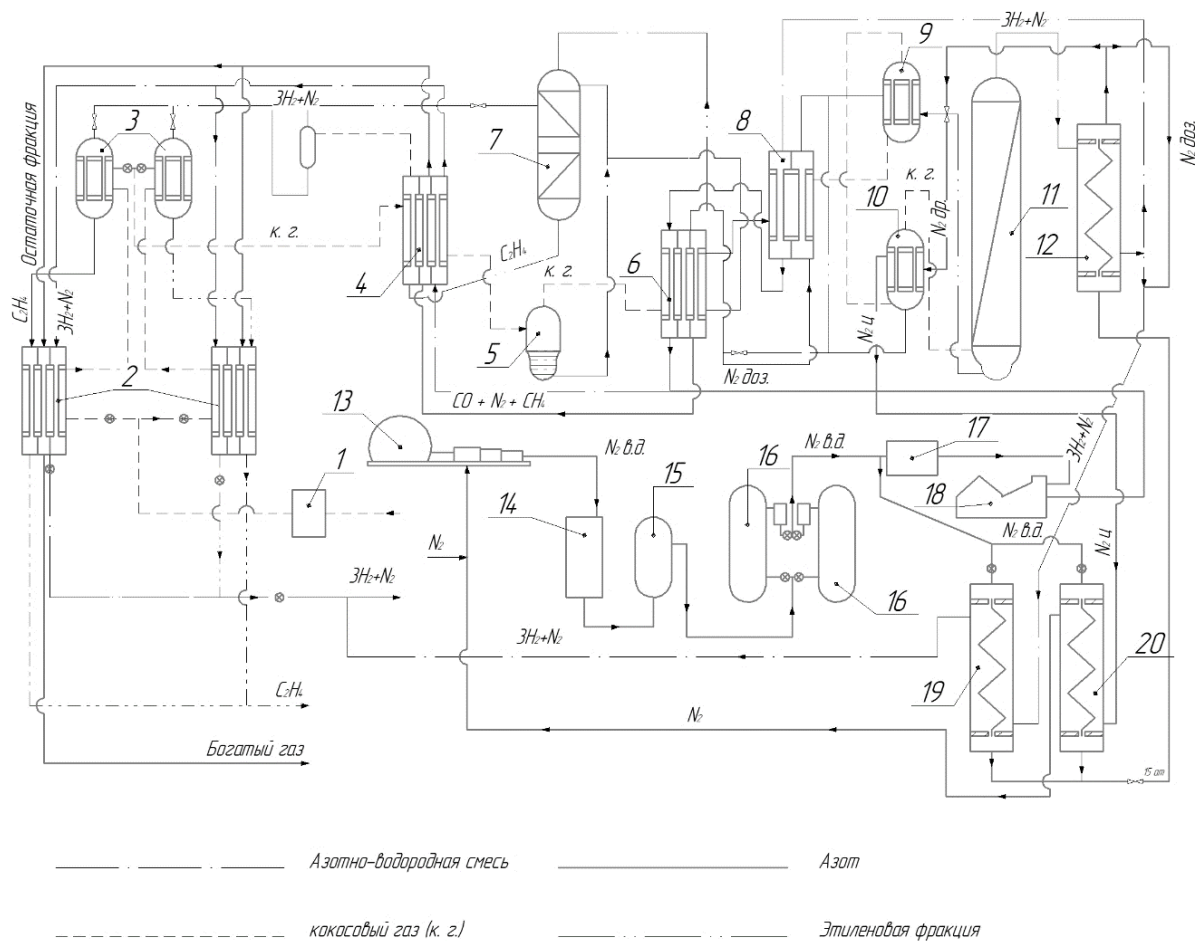 3H₂+N₂
9
3H₂+N₂
Остаточная фракция
3H₂+N₂
3
7
8
N₂ доз.
к. г.
к. г.
10
N₂ др.
11
12
C₂H₄
к. г.
4
6
C₂H₄
3H₂+N₂
5
N₂ ц
2
N₂ доз.
CO + N₂ + CH₄
13
N₂ в.д.
17
1
N₂ в.д.
15
16
3H₂+N₂
14
18
N₂
N₂ в.д.
N₂ ц
3H₂+N₂
16
3H₂+N₂
20
19
C₂H₄
N₂
Богатый газ
15 ат
Азотно-водородная смесь
Азот
кокосовый газ (к. г.)
Этиленовая фракция